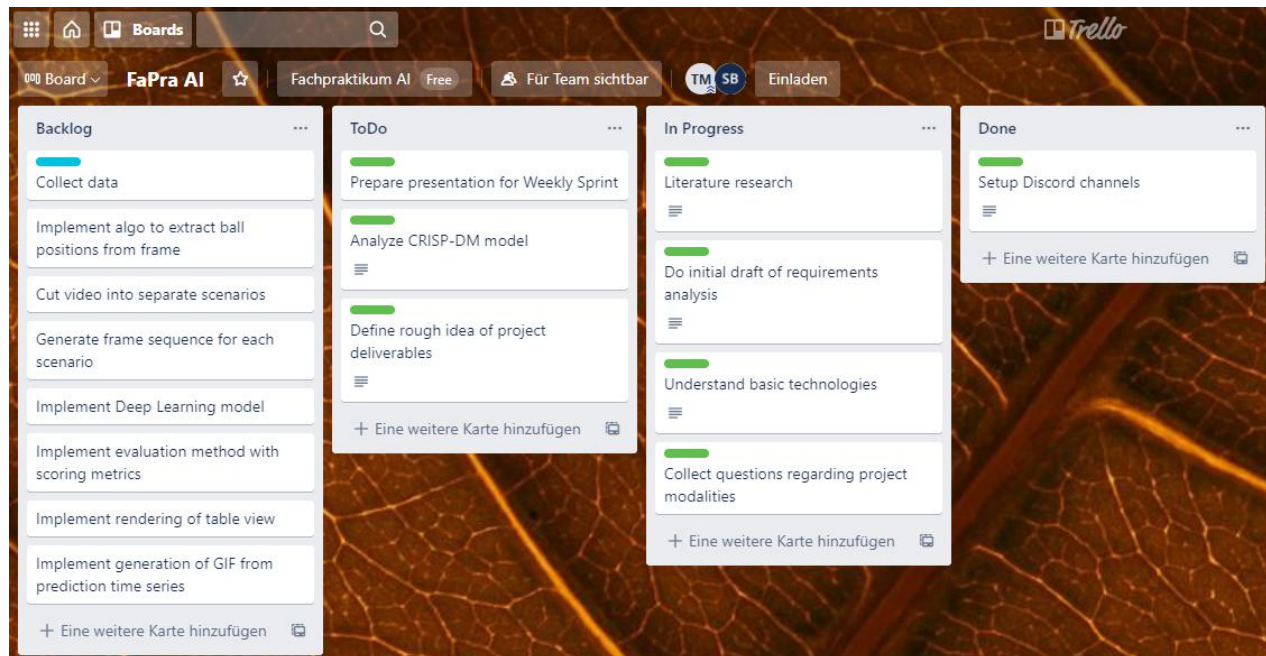 Boards
Trello
Board
FaPra AI
Fachpraktikum AI
Free
Für Team sichtbar
TM
SB
Einladen
Backlog
Collect data
Implement algo to extract ball
positions from frame
Cut video into separate scenarios
Generate frame sequence for each
scenario
Implement Deep Learning model
Implement evaluation method with
scoring metrics
Implement rendering of table view
Implement generation of GIF from
prediction time series
+ Eine weitere Karte hinzufügen
ToDo
Prepare presentation for Weekly Sprint
Analyze CRISP-DM model
Define rough idea of project
deliverables
+ Eine weitere Karte hinzufügen
In Progress
Literature research
Do initial draft of requirements
analysis
Understand basic technologies
Collect questions regarding project
modalities
+ Eine weitere Karte hinzufügen
Done
Setup Discord channels
+ Eine weitere Karte hinzufügen